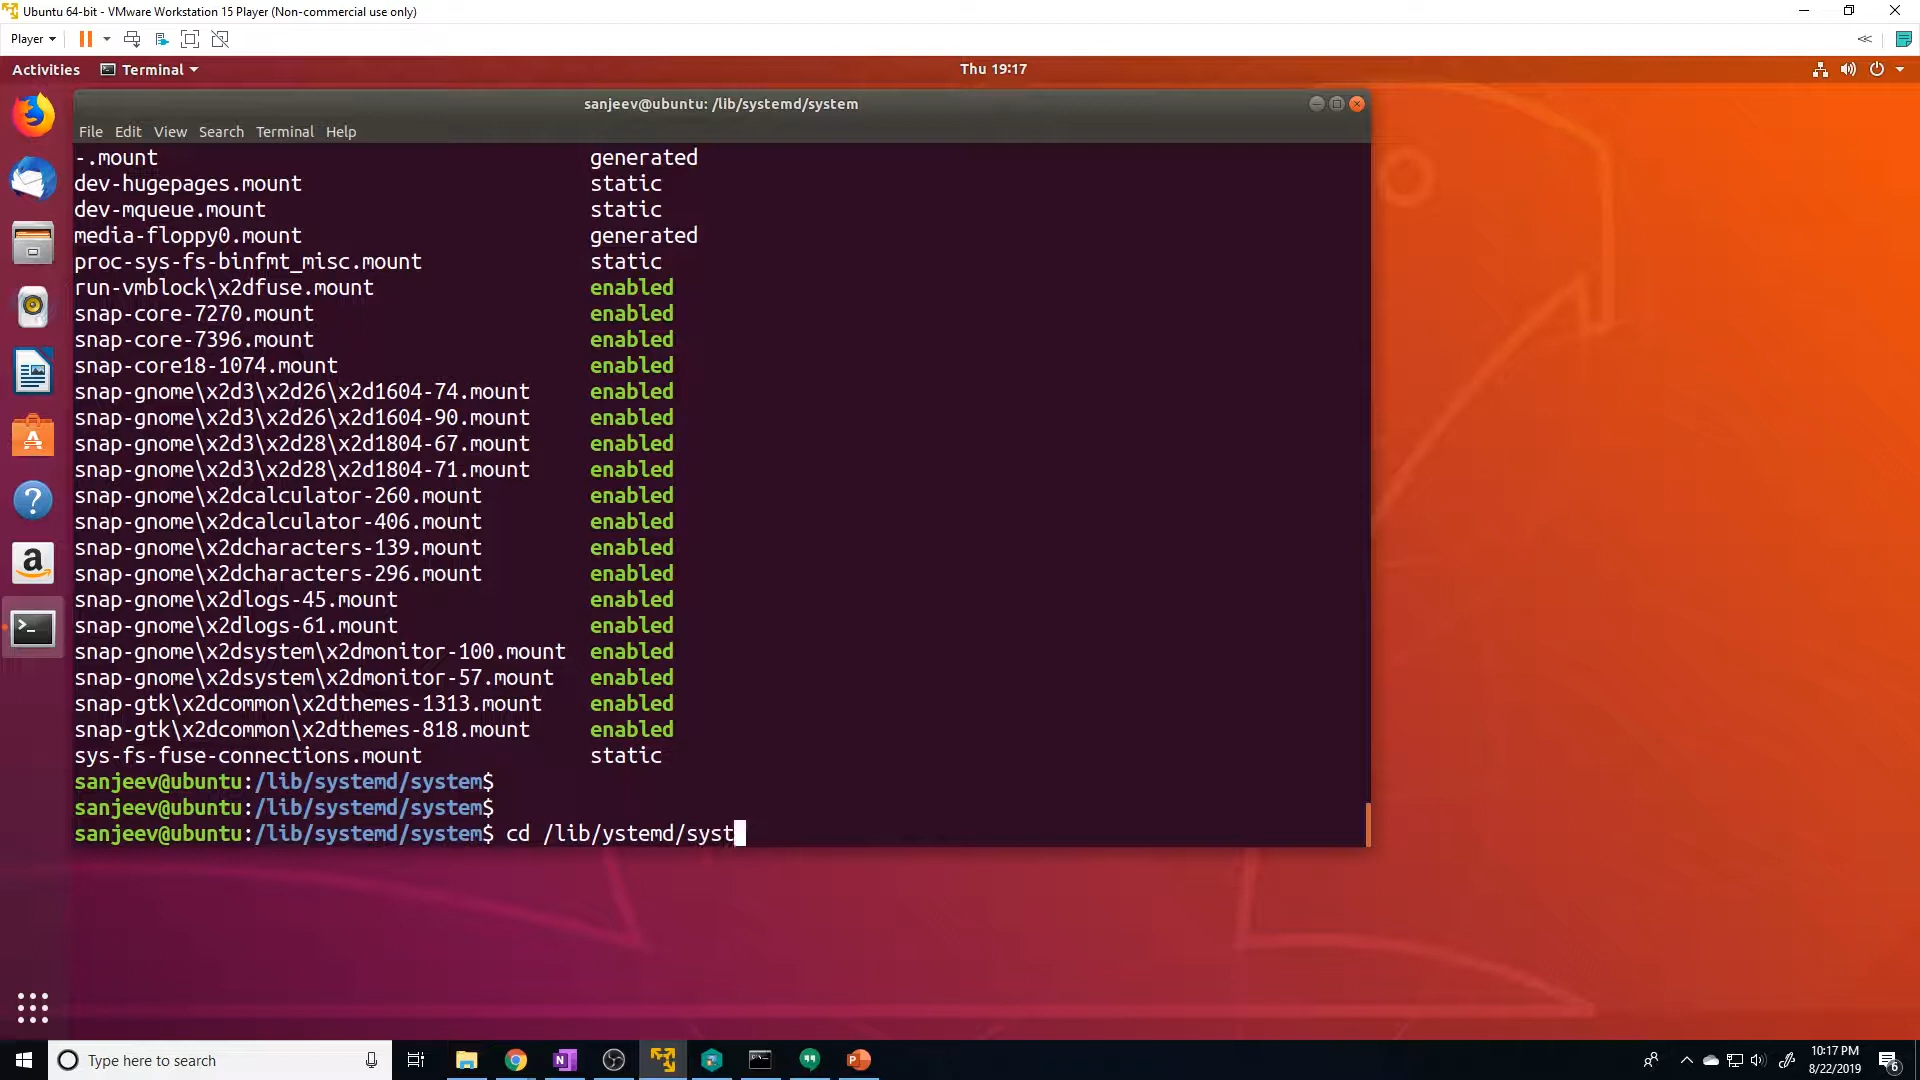 Ubuntu 64-bit - VMware Workstation 15 Player (Non-commercial use only)
Player
Activities Terminal Thu 19:17
sanjeev@ubuntu: /lib/systemd/system
File Edit View Search Terminal Help
-.mount generated
dev-hugepages.mount static
dev-mqueue.mount static
media-floppy0.mount generated
proc-sys-fs-binfmt_misc.mount static
run-vmblock\x2dfuse.mount enabled
snap-core-7270.mount enabled
snap-core-7396.mount enabled
snap-core18-1074.mount enabled
snap-gnome\x2d3\x2d26\x2d1604-74.mount enabled
snap-gnome\x2d3\x2d26\x2d1604-90.mount enabled
snap-gnome\x2d3\x2d28\x2d1804-67.mount enabled
snap-gnome\x2d3\x2d28\x2d1804-71.mount enabled
snap-gnome\x2dcalculator-260.mount enabled
snap-gnome\x2dcalculator-406.mount enabled
snap-gnome\x2dcharacters-139.mount enabled
snap-gnome\x2dcharacters-296.mount enabled
snap-gnome\x2dlogs-45.mount enabled
snap-gnome\x2dlogs-61.mount enabled
snap-gnome\x2dsystem\x2dmonitor-100.mount enabled
snap-gnome\x2dsystem\x2dmonitor-57.mount enabled
snap-gtk\x2dcommon\x2dthemes-1313.mount enabled
snap-gtk\x2dcommon\x2dthemes-818.mount enabled
sys-fs-fuse-connections.mount static
sanjeev@ubuntu:/lib/systemd/system$
sanjeev@ubuntu:/lib/systemd/system$
sanjeev@ubuntu:/lib/systemd/system$ cd /lib/ystemd/syst
Type here to search
10:17 PM
8/22/2019
6